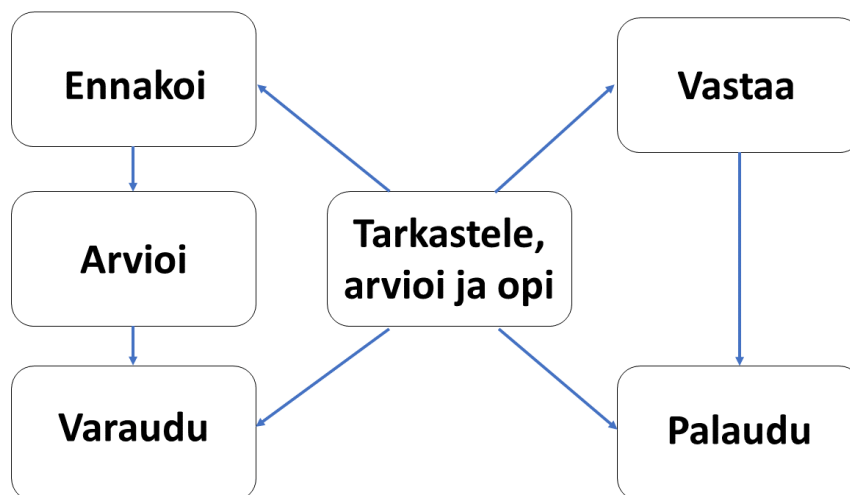 Ennakoi
Vastaa
Tarkastele,
arvioi ja opi
Arvioi
Varaudu
Palaudu